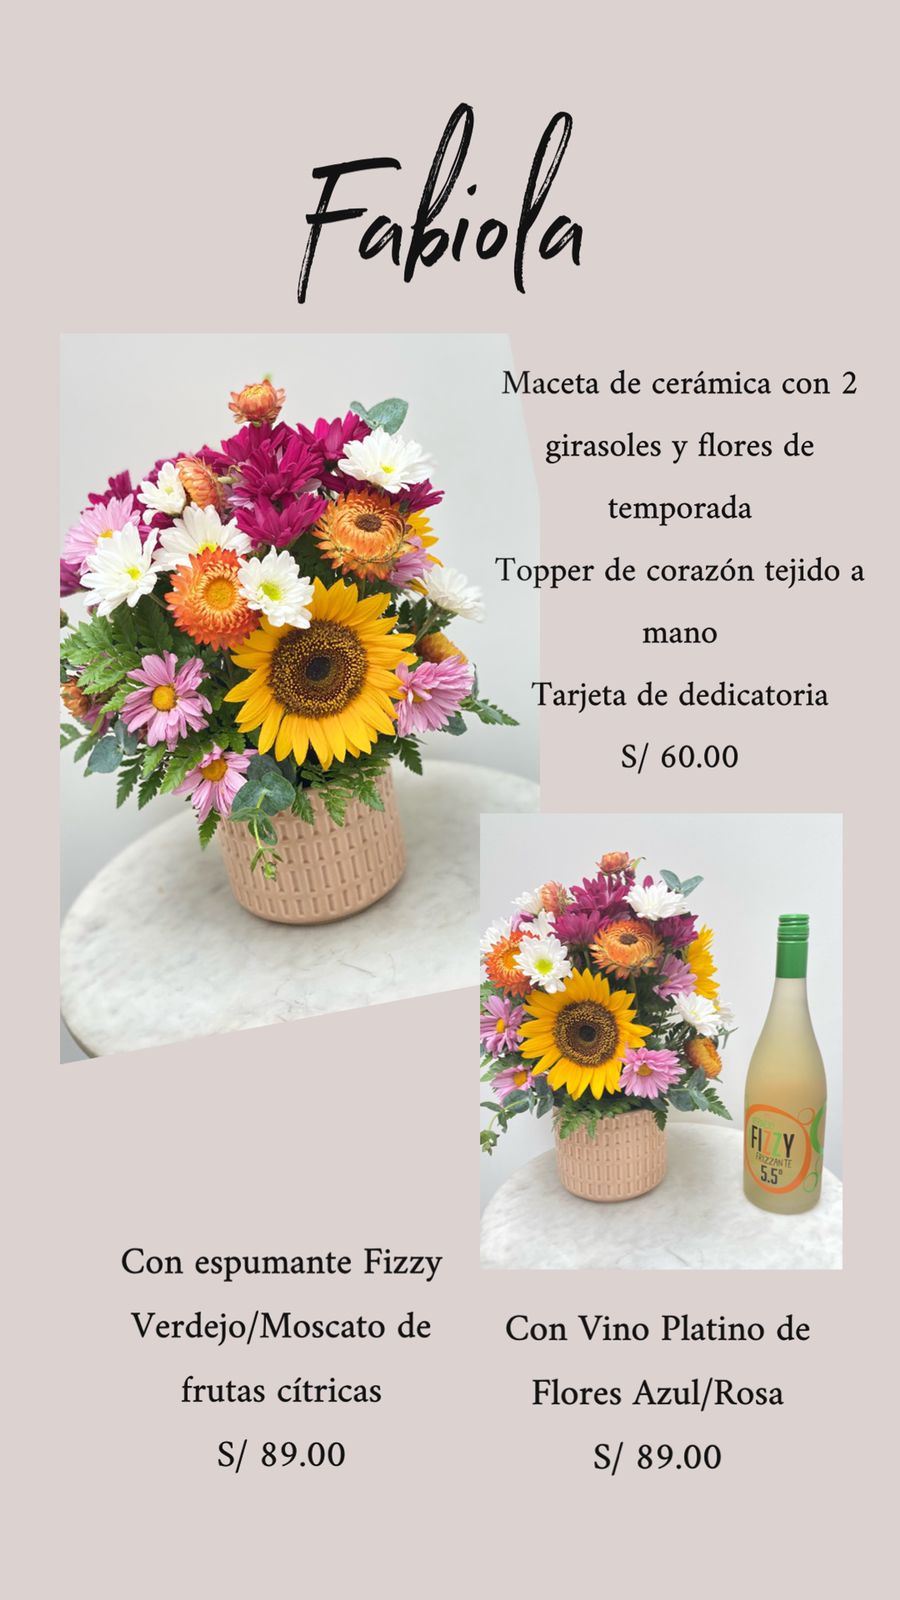 Fabiola
Maceta de cerámica con 2
girasoles y flores de
temporada
Topper de corazón tejido a
mano
Tarjeta de dedicatoria
S/ 60.00
FIZZY
FRIZZANTE
5.5°
Con espumante Fizzy
Verdejo/Moscato de
frutas cítricas
S/ 89.00
Con Vino Platino de
Flores Azul/Rosa
S/ 89.00